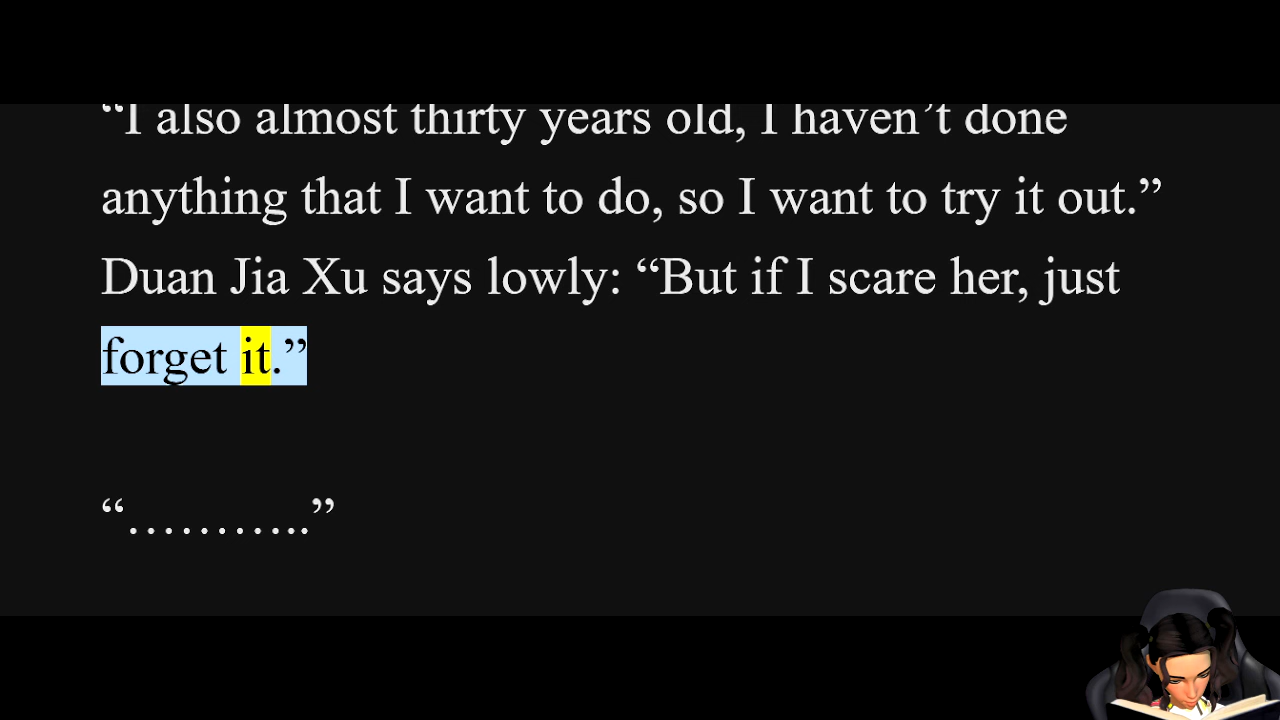 “I also almost thirty years old, I haven’t done
anything that I want to do, so I want to try it out.”
Duan Jia Xu says lowly: “But if I scare her, just
forget it.”
“………..”